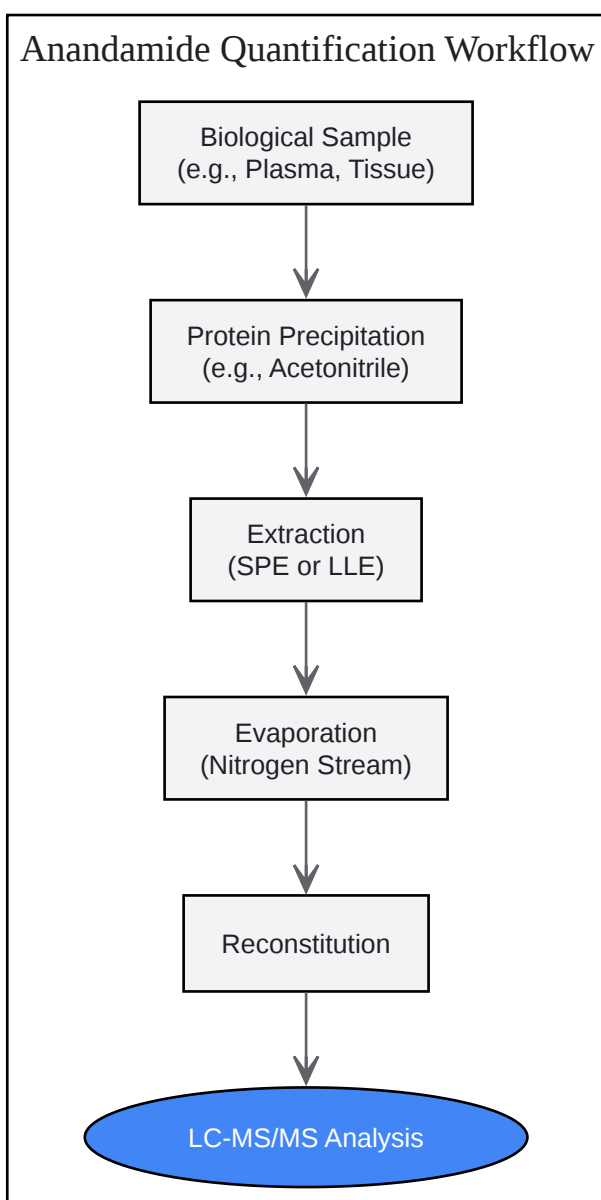 Anandamide Quantification Workflow
Biological Sample
(e.g., Plasma, Tissue)
Protein Precipitation
(e.g., Acetonitrile)
Extraction
(SPE or LLE)
Evaporation
(Nitrogen Stream)
Reconstitution
LC-MS/MS Analysis